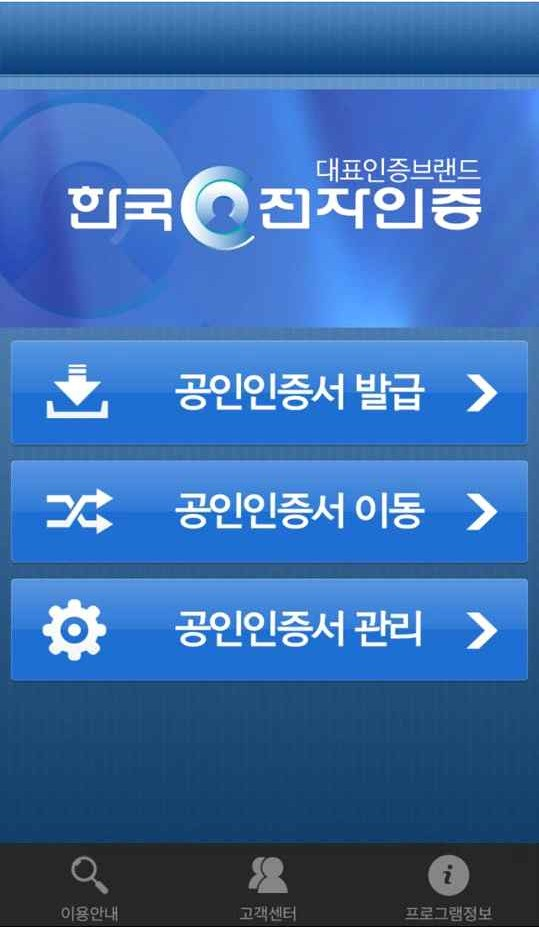 대표인증브랜드
한국전자인증
공인인증서 발급
공인인증서 이동
공인인증서 관리
이용안내
고객센터
프로그램정보